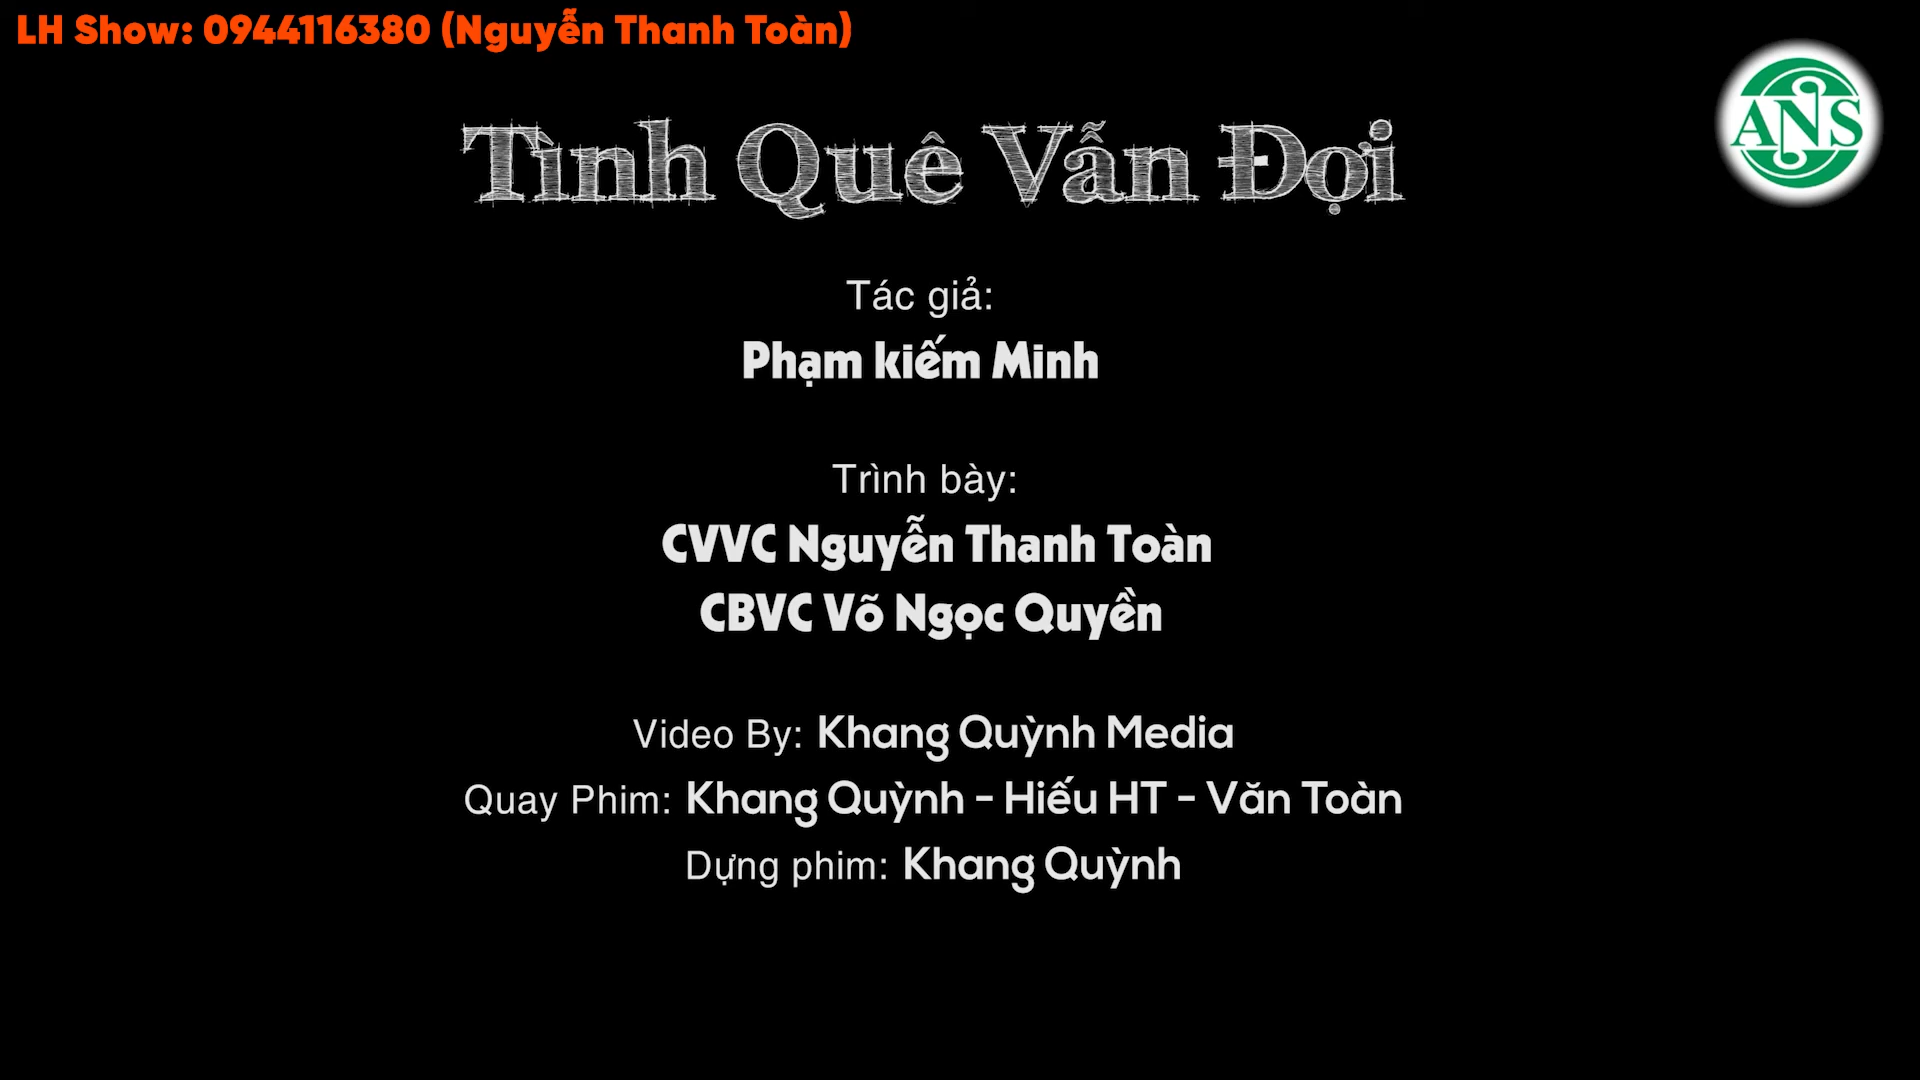 LH Show: 0944116380 (Nguyễn Thanh Toàn)
ANS
Tình Quê Vẫn Đợi
Tác giả:
Phạm kiếm Minh
Trình bày:
CVVC Nguyễn Thanh Toàn
CBVC Võ Ngọc Quyền
Video By: Khang Quỳnh Media
Quay Phim: Khang Quỳnh - Hiếu HT - Văn Toàn
Dựng phim: Khang Quỳnh